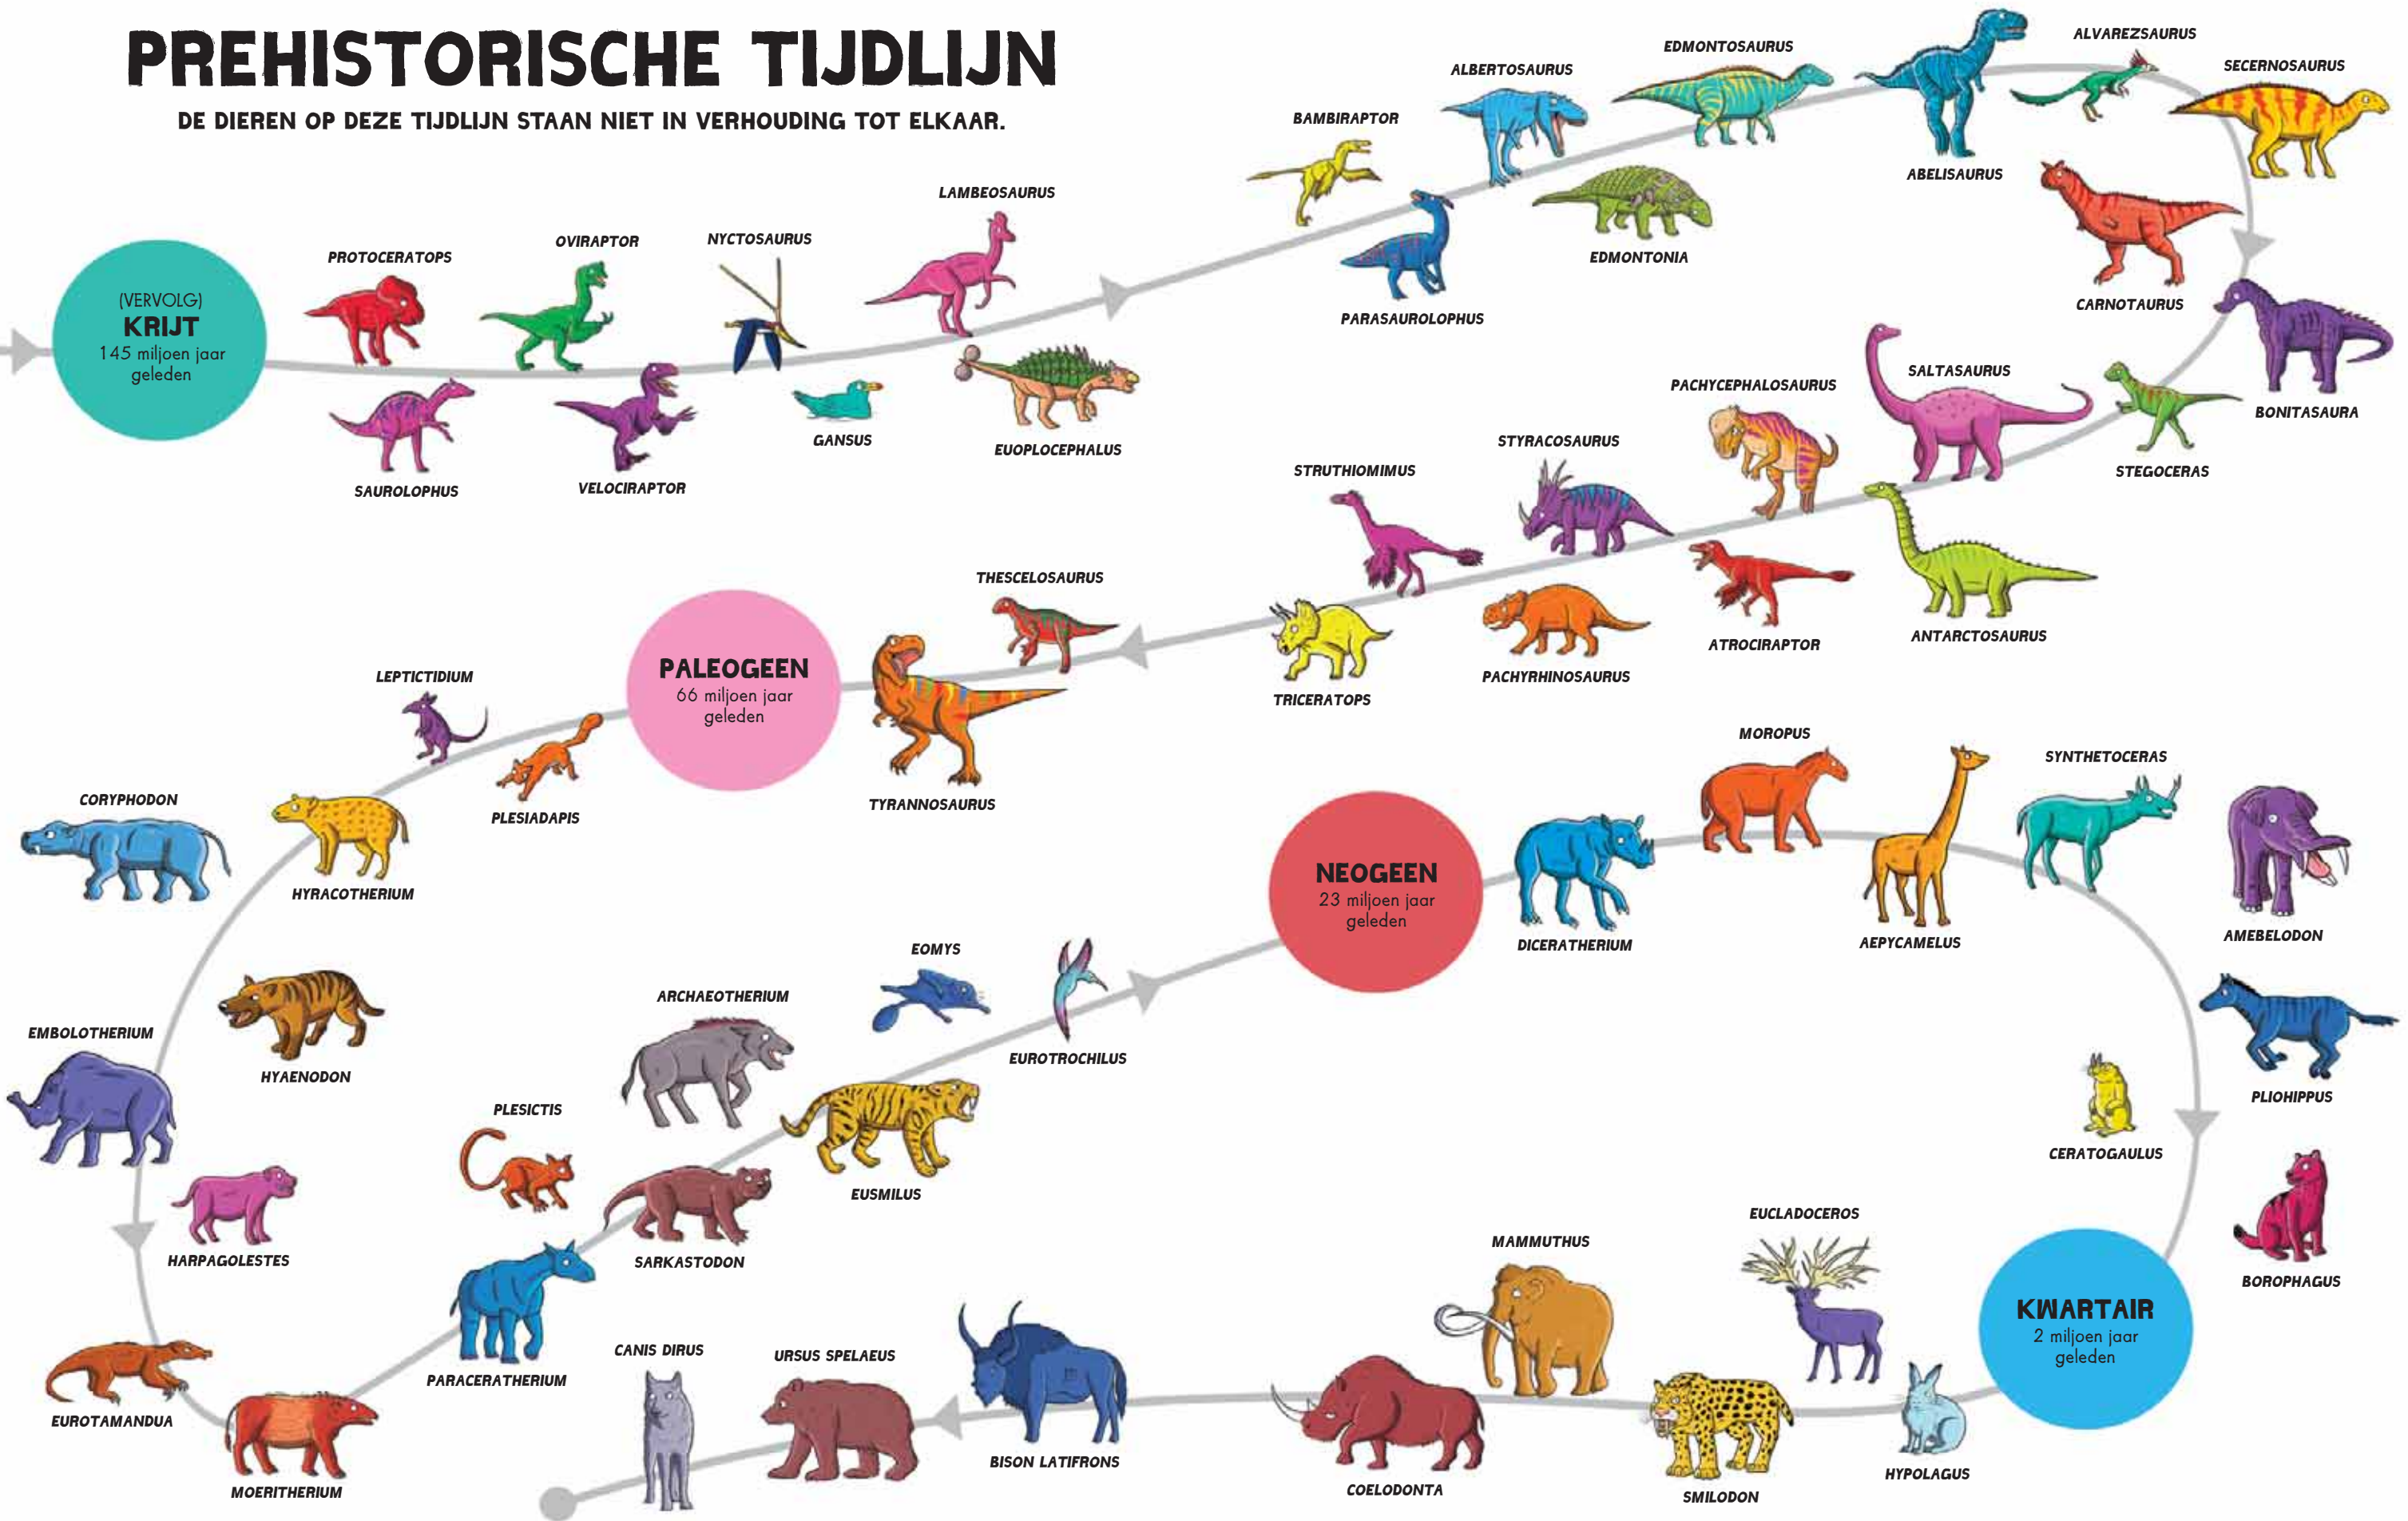 PREHISTORISCHE TIJDLIJN
DE DIEREN OP DEZE TIJDLIJN STAAN NIET IN VERHOUDING TOT ELKAAR.
(VERVOLG)
KRIJT
145 miljoen jaar
geleden
PROTOCERATOPS
SAUROLOPHUS
OVIRAPTOR
VELOCIRAPTOR
NYCTOSAURUS
GANSUS
LAMBEOSAURUS
EUOPLOCEPHALUS
BAMBIRAPTOR
PARASAUROLOPHUS
ALBERTOSAURUS
EDMONTONIA
EDMONTOSAURUS
ABELISAURUS
ALVAREZSAURUS
SECERNOSAURUS
CARNOTAURUS
BONITASAURA
STEGOCERAS
SALTASAURUS
ANTARCTOSAURUS
PACHYCEPHALOSAURUS
ATROCIRAPTOR
STYRACOSAURUS
PACHYRHINOSAURUS
STRUTHIOMIMUS
TRICERATOPS
THESCELOSAURUS
TYRANNOSAURUS
PALEOGEEN
66 miljoen jaar
geleden
PLESIADAPIS
LEPTICTIDIUM
HYRACOTHERIUM
CORYPHODON
HYAENODON
EMBOLOTHERIUM
HARPAGOLESTES
EUROTAMANDUA
MOERITHERIUM
PARACERATHERIUM
PLESICTIS
SARKASTODON
ARCHAEOTHERIUM
EUSMILUS
EOMYS
EUROTROCHILUS
NEOGEEN
23 miljoen jaar
geleden
DICERATHERIUM
MOROPUS
AEPYCAMELUS
SYNTHETOCERAS
AMEBELODON
PLIOHIPPUS
CERATOGAULUS
BOROPHAGUS
KWARTAIR
2 miljoen jaar
geleden
HYPOLAGUS
EUCLADOCEROS
SMILODON
MAMMUTHUS
COELODONTA
BISON LATIFRONS
URSUS SPELAEUS
CANIS DIRUS